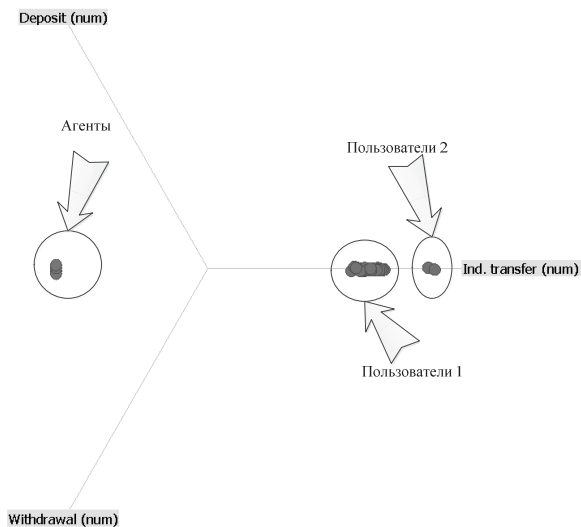 Deposit (num)
Агенты
Пользователи 2
Ind. transfer (num)
Пользователи 1
Withdrawal (num)